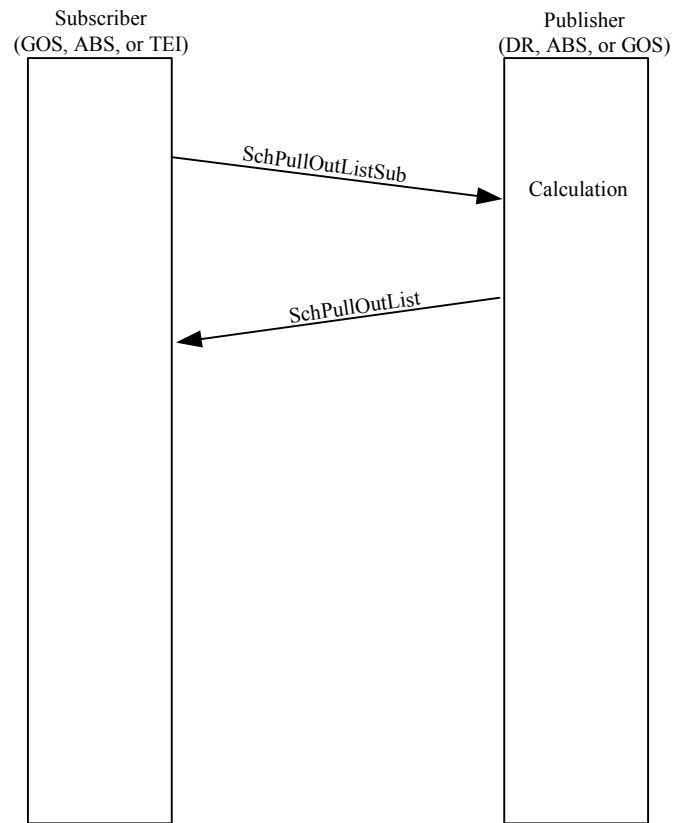 Subscriber
(GOS, ABS, or TEI)
Publisher
(DR, ABS, or GOS)
SchPullOutListSub
Calculation
SchPullOutList